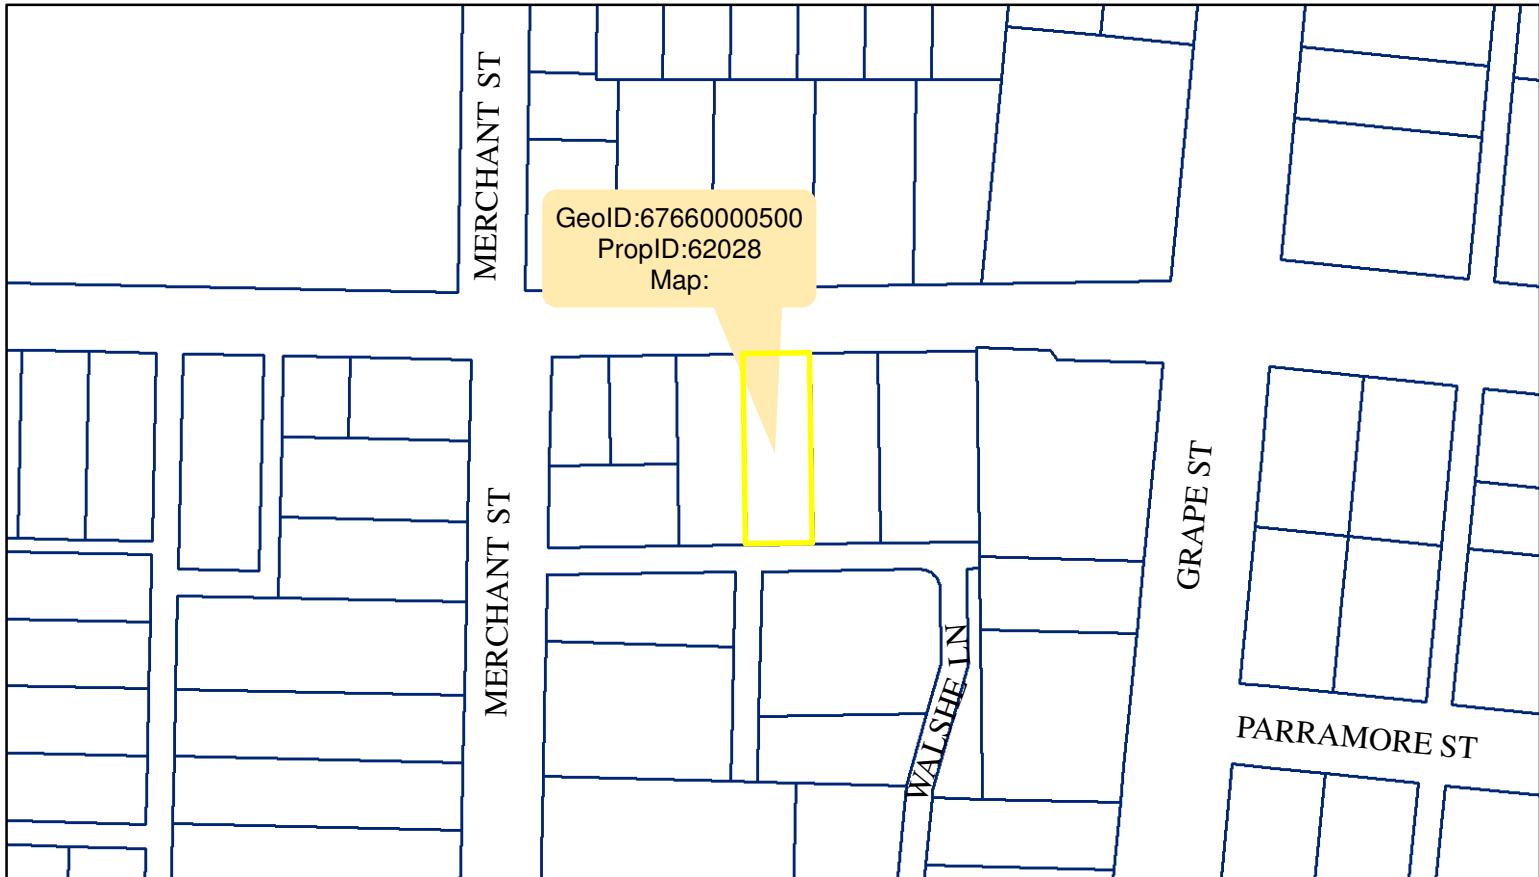 MERCHANT ST
GeoID:67660000500
PropID:62028
Map:
GRAPE ST
MERCHANT ST
WALSHE LN
PARRAMORE ST